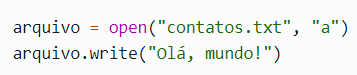 arquivo = open("contatos.txt", "a")
arquivo.write("Olá, mundo!")